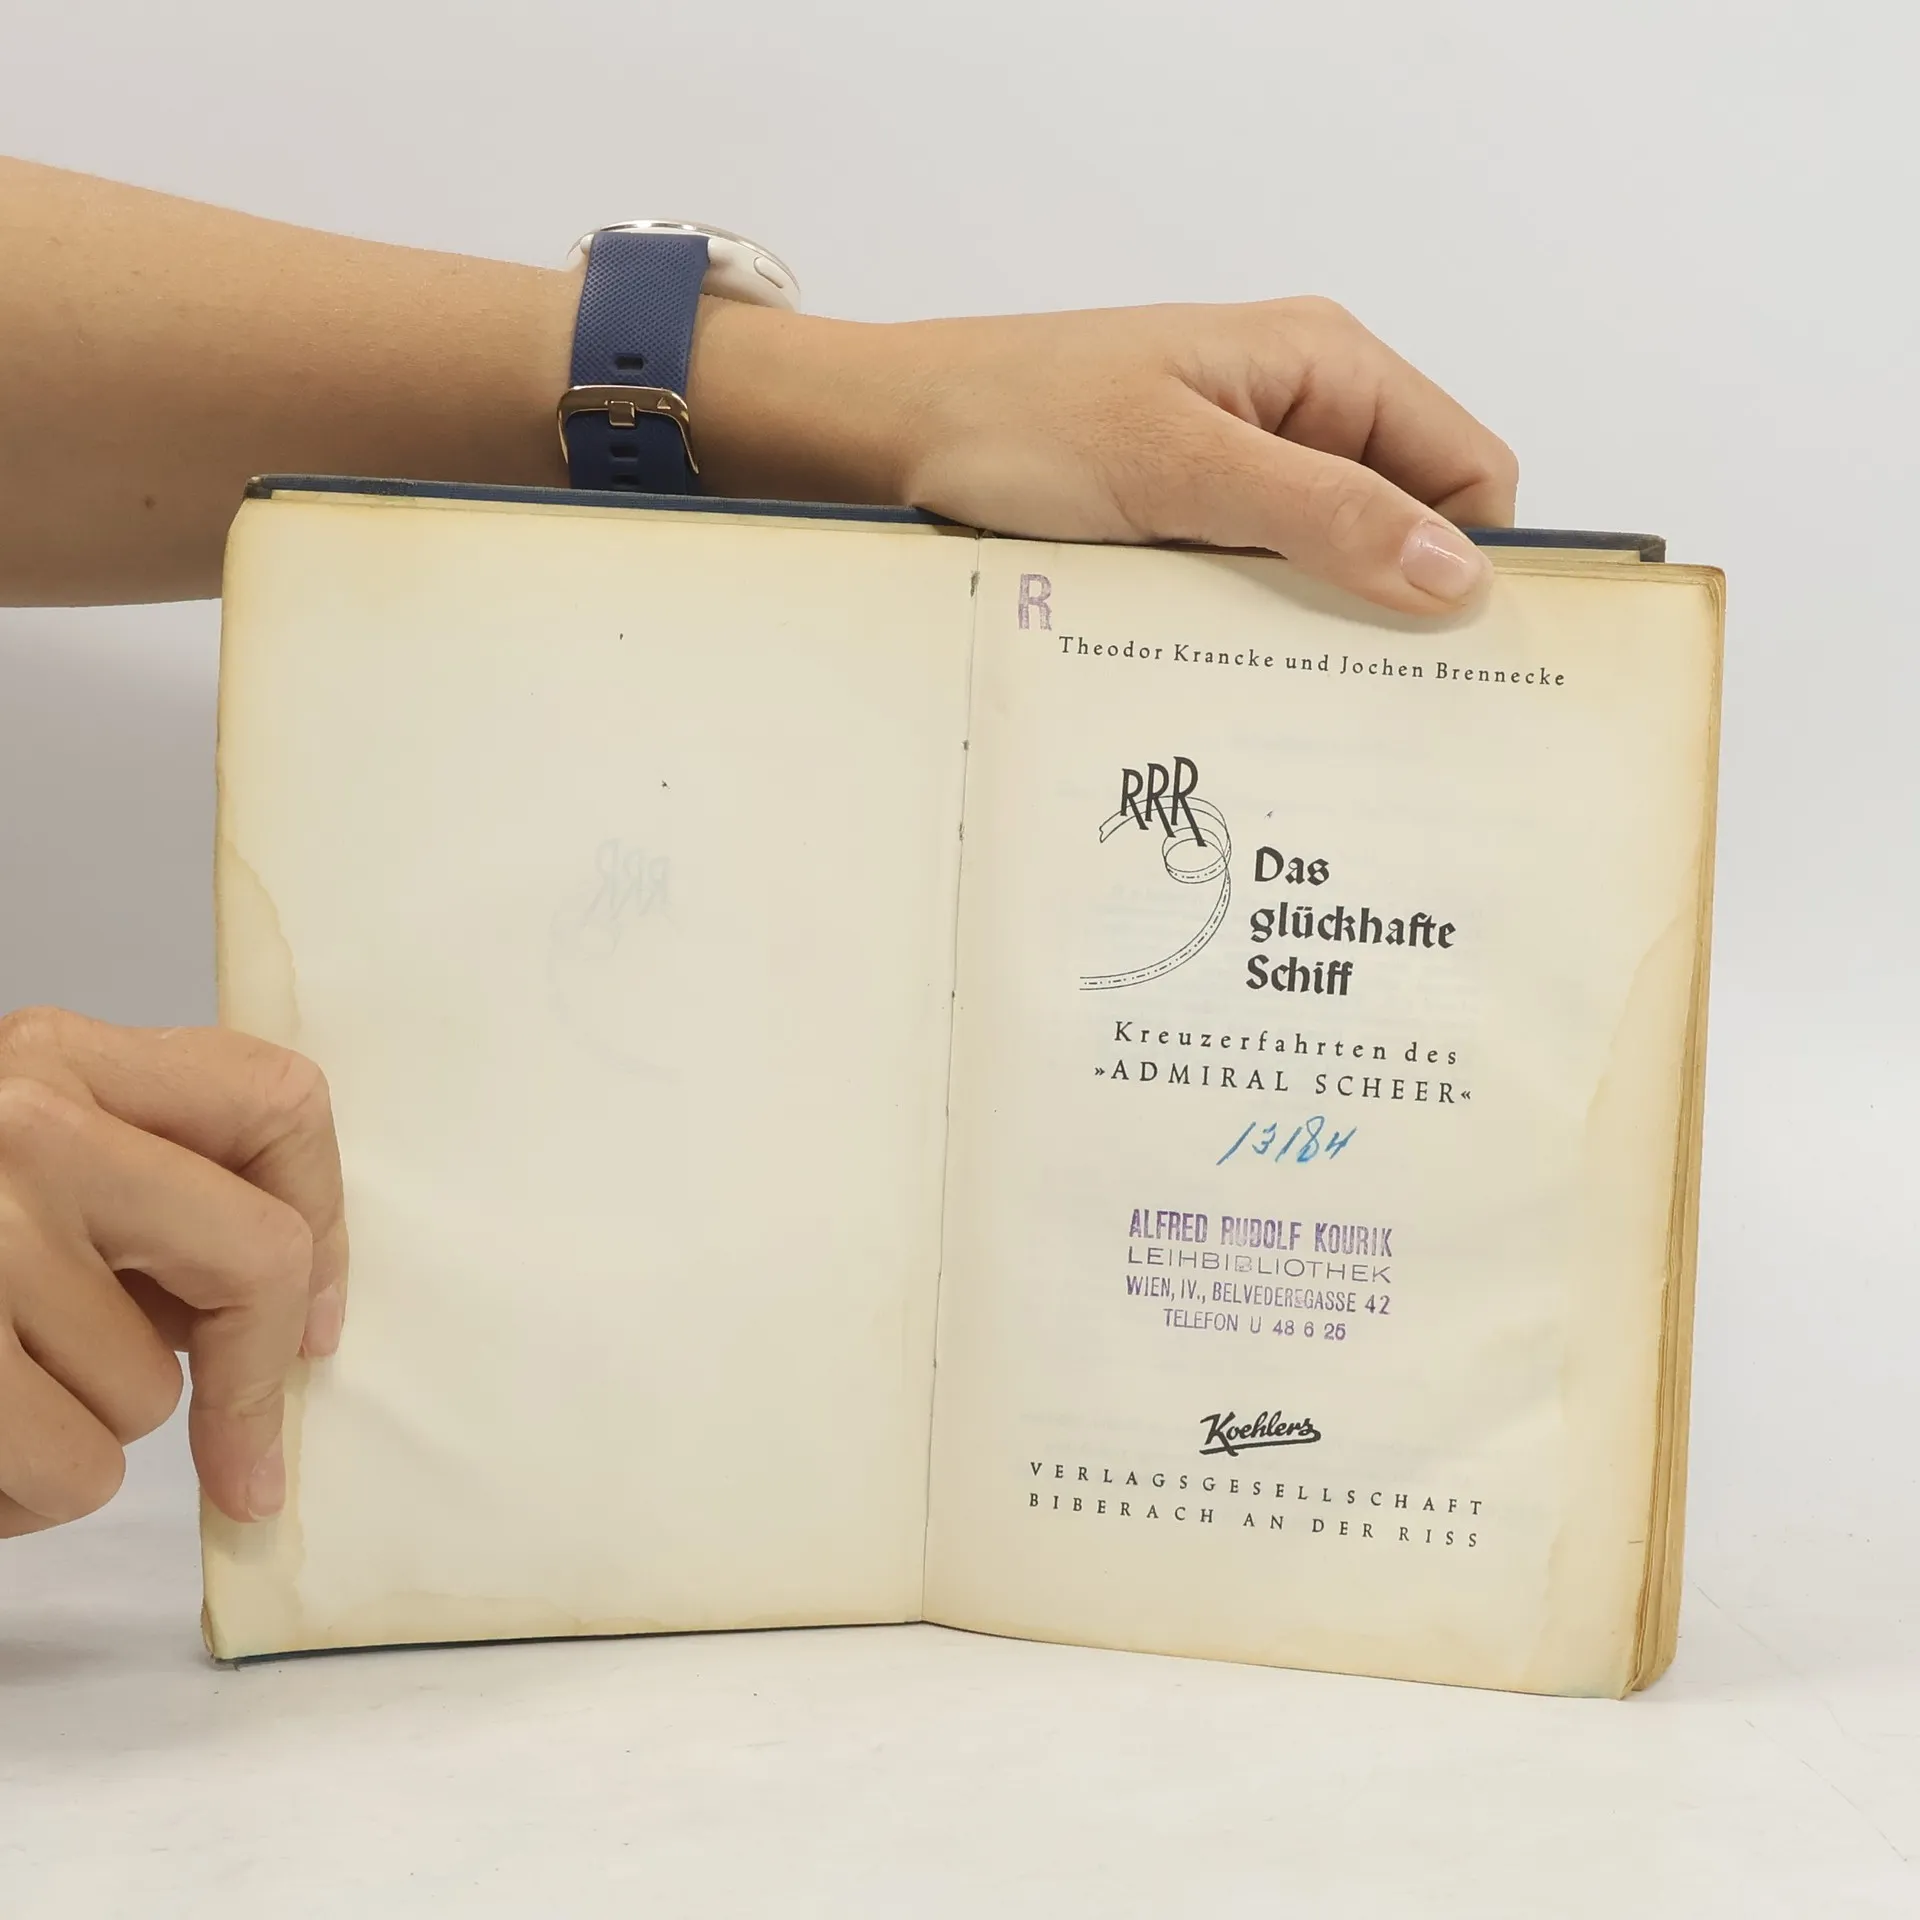 R
Theodor Krancke und Jochen Brennecke
RRR
Das
glückhafte
Schiff
Kreuzerfahrten des
»ADMIRAL SCHEER«
13184
ALFRED RUDOLF KOURIK
LEIHBIBLIOTHEK
WIEN, IV., BELVEDEREGASSE 42
TELEFON U 48 6 25
Koehlers
VERLAGSGESELLSCHAFT
BIBERACH AN DER RISS